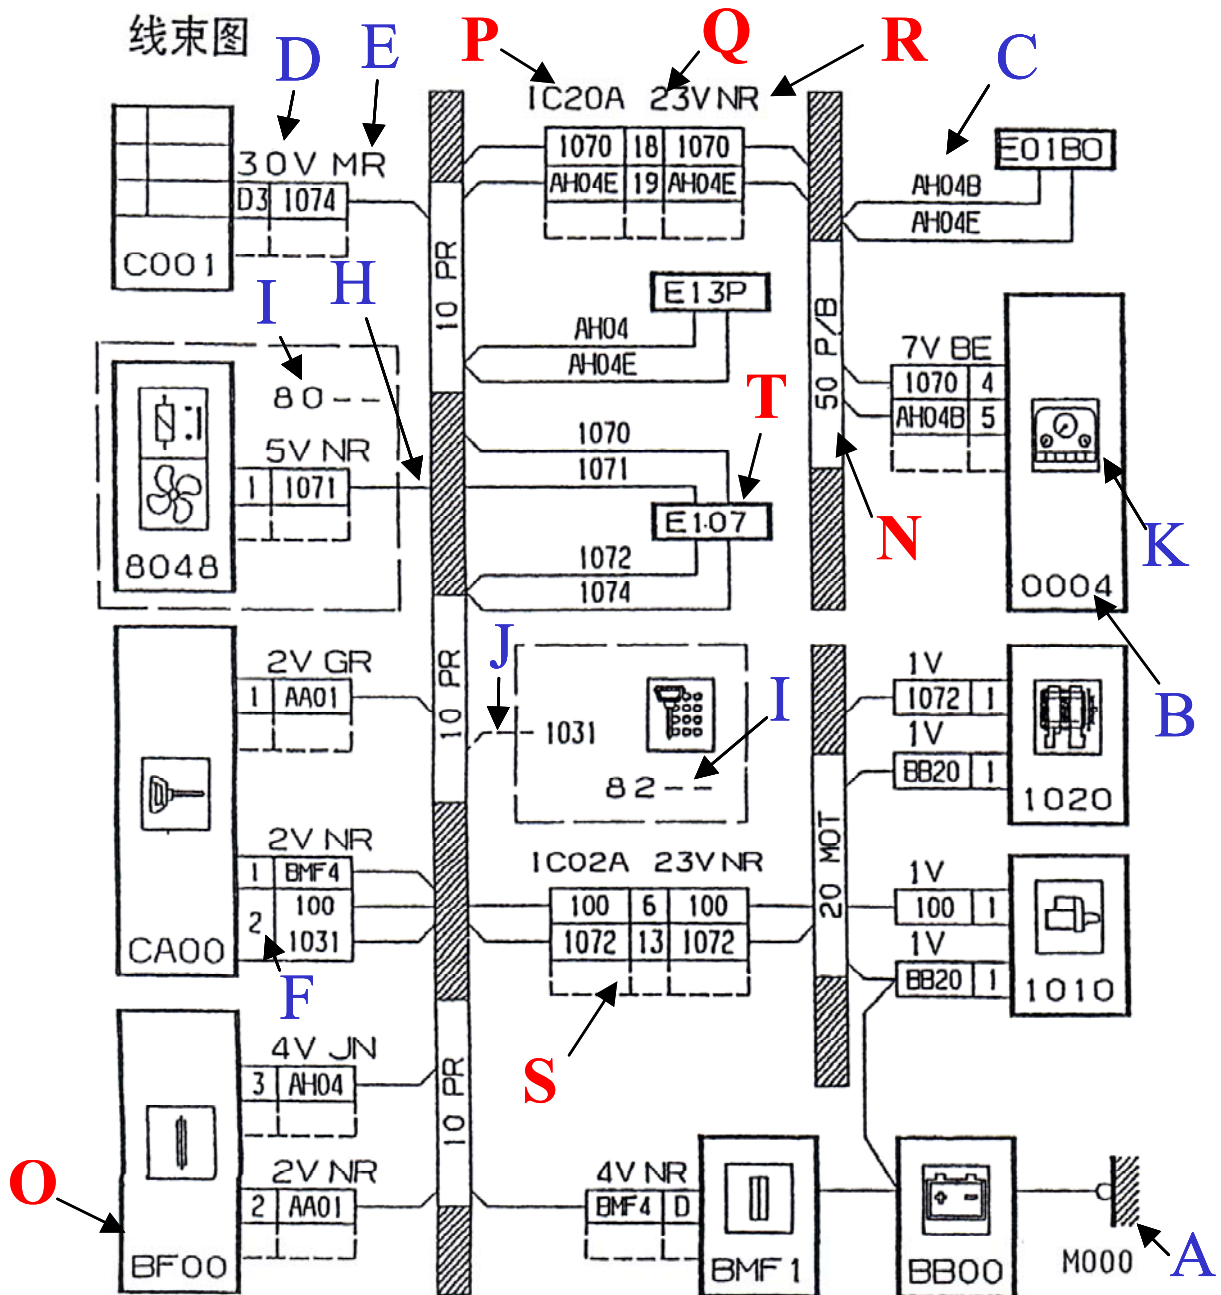 线束图
D E P Q R C
1C20A 23V NR
E01B0
30V MR
1070 18 1070
AH04E 19 AH04E
D3 1074
AH04B
AH04E
C001
I H
10 PR
E13P
AH04
AH04E
50 P/B
7V BE
1070 4
AH04B 5
80--
T
1070
1071
5V NR
1 1071
E107
N
K
8048
1072
1074
0004
B
2V GR
1 AA01
10 PR
J
1031
I
82--
1V
1072 1
1V
BB20 1
1020
2V NR
1 BMF4
2 100
1031
CA00
F
1C02A 23V NR
100 6 100
1072 13 1072
S
20 MOT
1V
100 1
1V
BB20 1
1010
4V JN
3 AH04
10 PR
O
2V NR
2 AA01
BF00
4V NR
BMF4 D
BMF1
+ -
BB00
M000
A